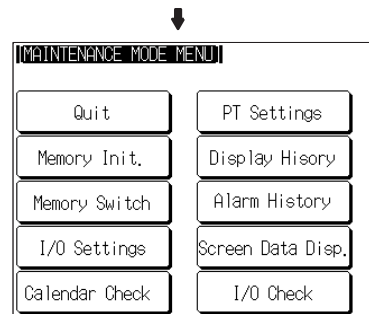 [MAINTENANCE MODE MENU]
Quit
PT Settings
Memory Init.
Display Hisory
Memory Switch
Alarm History
I/O Settings
Screen Data Disp.
Calendar Check
I/O Check